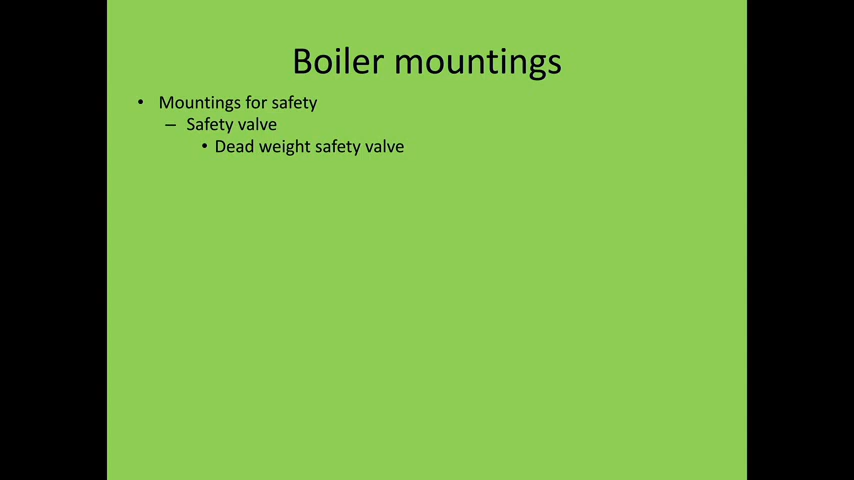 Boiler mountings
• Mountings for safety
– Safety valve
• Dead weight safety valve